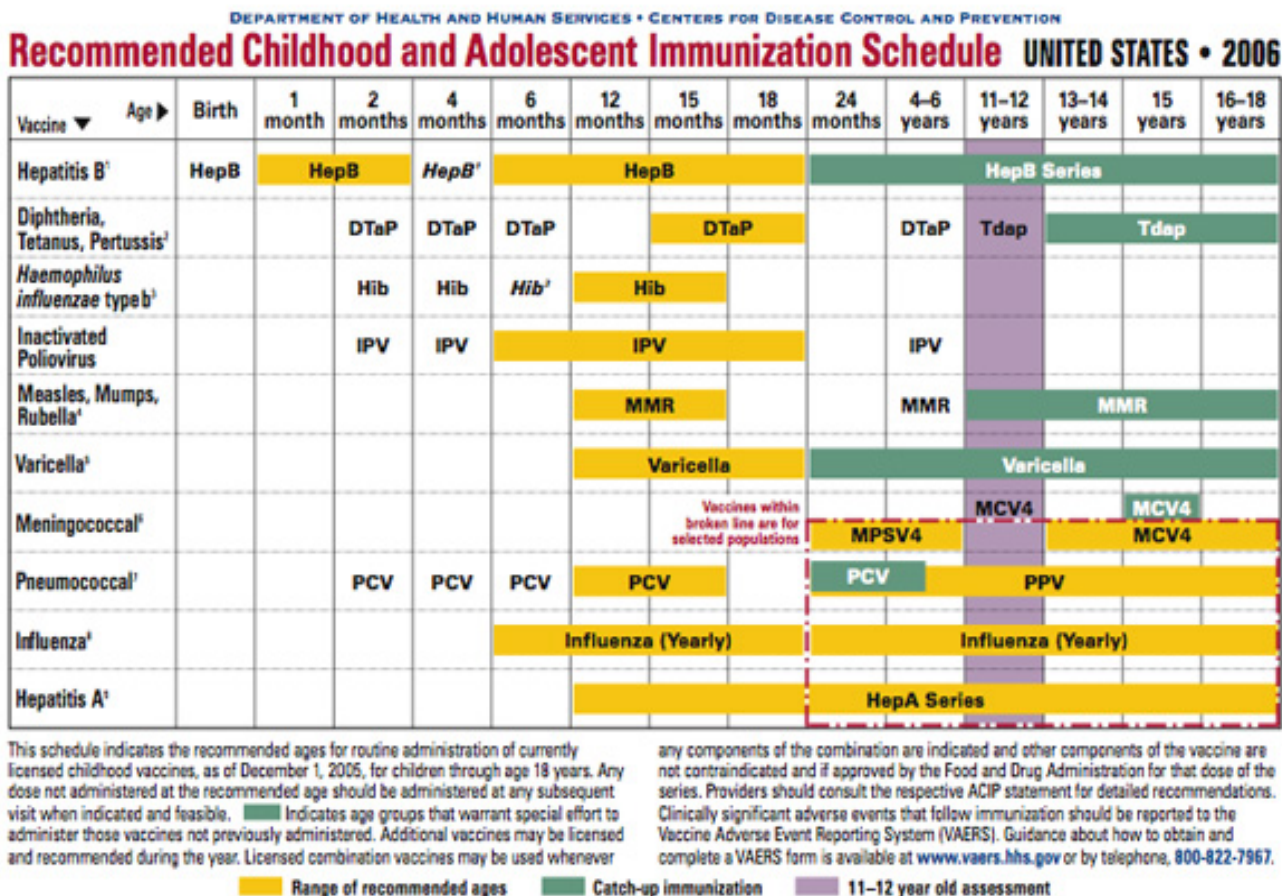 DEPARTMENT OF HEALTH AND HUMAN SERVICES • CENTERS FOR DISEASE CONTROL AND PREVENTION
Recommended Childhood and Adolescent Immunization Schedule UNITED STATES • 2006
Vaccine ▼ Age ▶ Birth 1 month 2 months 4 months 6 months 12 months 15 months 18 months 24 months 4–6 years 11–12 years 13–14 years 15 years 16–18 years
Hepatitis B¹ HepB HepB HepB¹ HepB HepB Series
Diphtheria,
Tetanus, Pertussis² DTaP DTaP DTaP DTaP DTaP Tdap Tdap
Haemophilus
influenzae type b³ Hib Hib Hib³ Hib
Inactivated
Poliovirus IPV IPV IPV IPV
Measles, Mumps,
Rubella⁴ MMR MMR MMR
Varicella⁵ Varicella Varicella
Vaccines within
broken line are for
selected populations
MCV4 MCV4
Meningococcal⁶ MPSV4 MCV4
Pneumococcal⁷ PCV PCV PCV PCV PCV PPV
Influenza⁸ Influenza (Yearly) Influenza (Yearly)
Hepatitis A⁹ HepA Series
This schedule indicates the recommended ages for routine administration of currently
licensed childhood vaccines, as of December 1, 2005, for children through age 18 years. Any
dose not administered at the recommended age should be administered at any subsequent
visit when indicated and feasible. Indicates age groups that warrant special effort to
administer those vaccines not previously administered. Additional vaccines may be licensed
and recommended during the year. Licensed combination vaccines may be used whenever
any components of the combination are indicated and other components of the vaccine are
not contraindicated and if approved by the Food and Drug Administration for that dose of the
series. Providers should consult the respective ACIP statement for detailed recommendations.
Clinically significant adverse events that follow immunization should be reported to the
Vaccine Adverse Event Reporting System (VAERS). Guidance about how to obtain and
complete a VAERS form is available at www.vaers.hhs.gov or by telephone, 800-822-7967.
Range of recommended ages Catch-up immunization 11–12 year old assessment